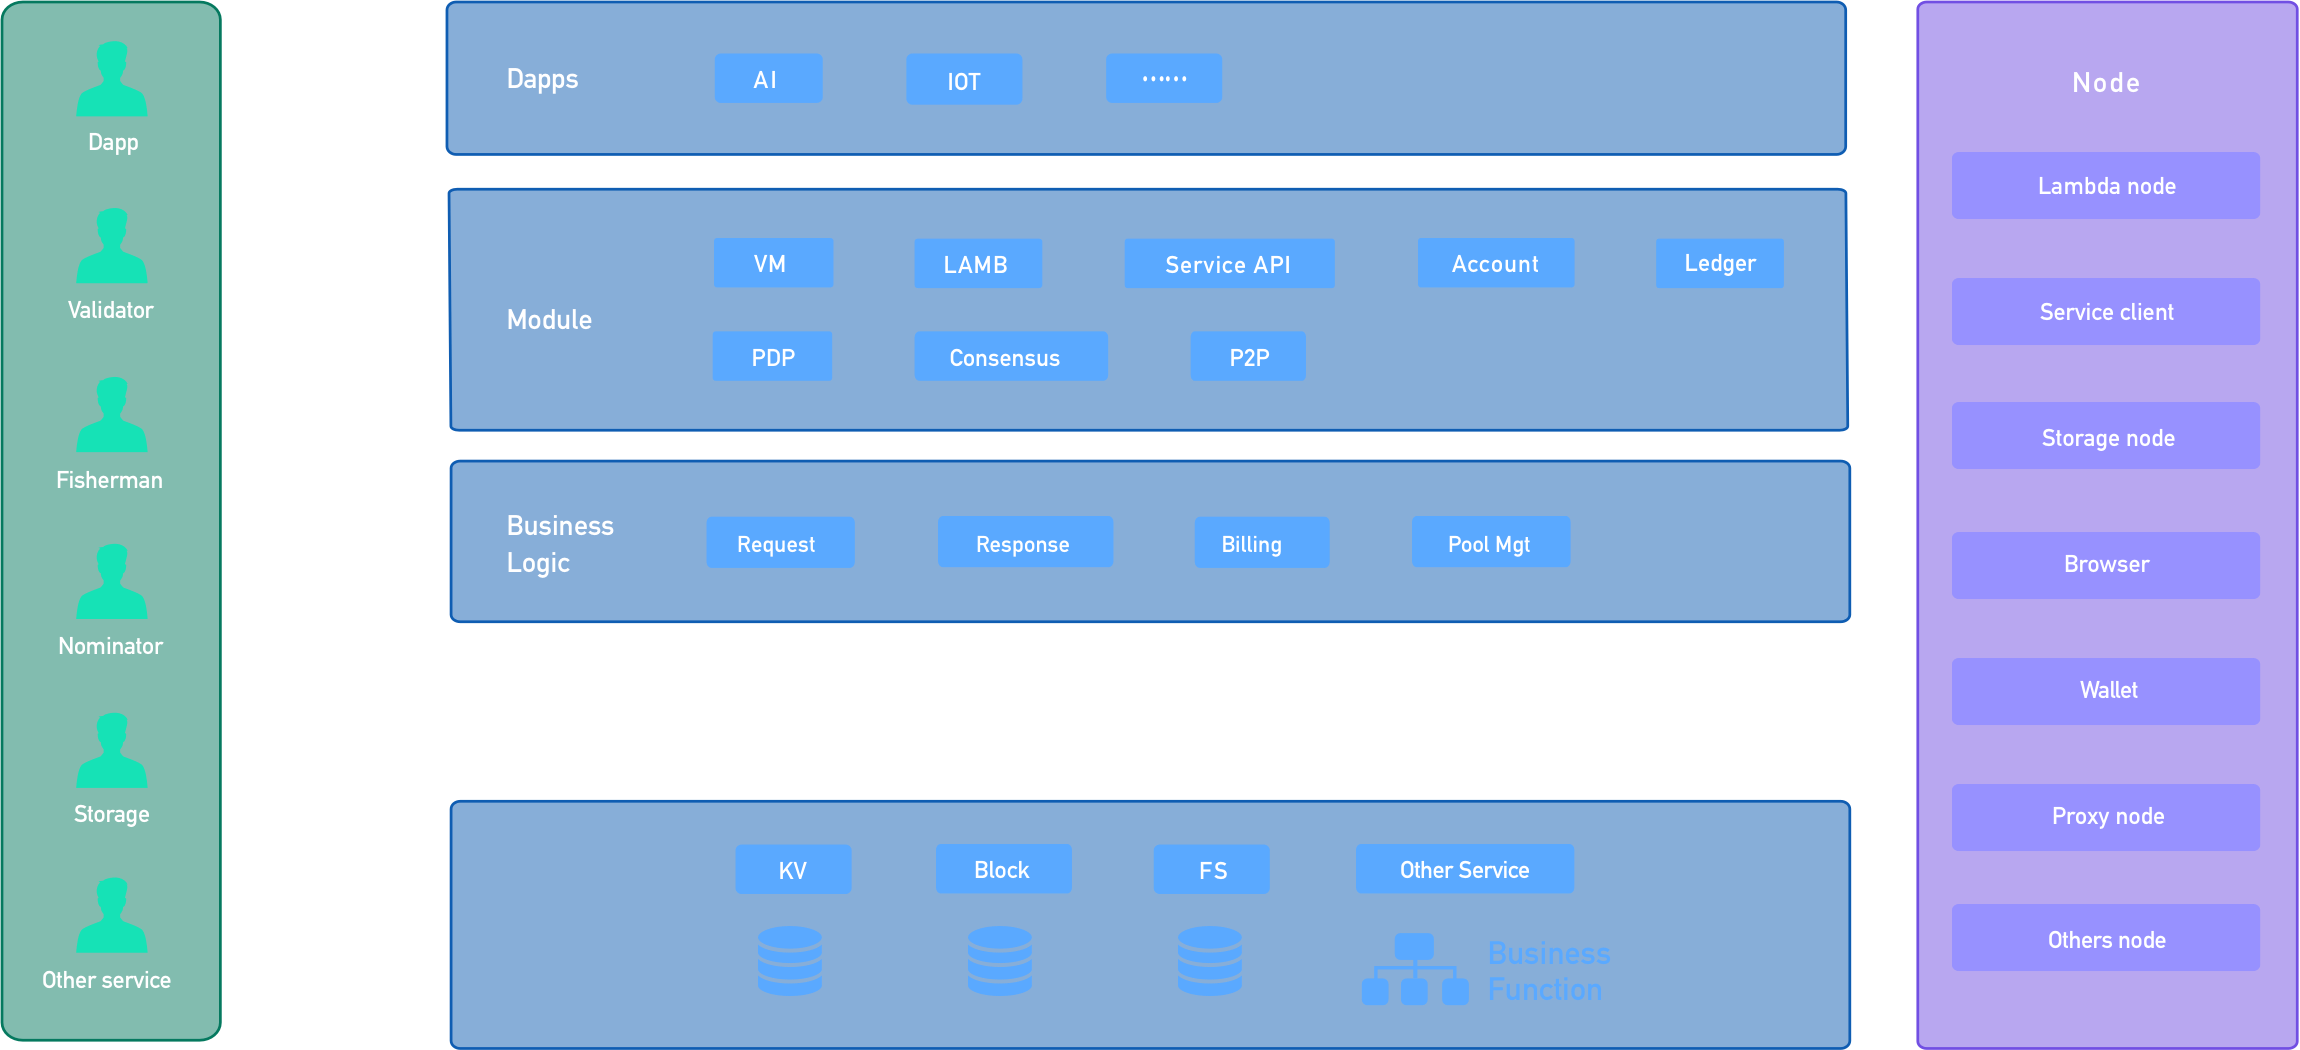 Dapp
Validator
Fisherman
Nominator
Storage
Other service
Dapps
AI
IOT
······
Module
VM
LAMB
Service API
Account
Ledger
PDP
Consensus
P2P
Business
Logic
Request
Response
Billing
Pool Mgt
KV
Block
FS
Other Service
Business
Function
Node
Lambda node
Service client
Storage node
Browser
Wallet
Proxy node
Others node